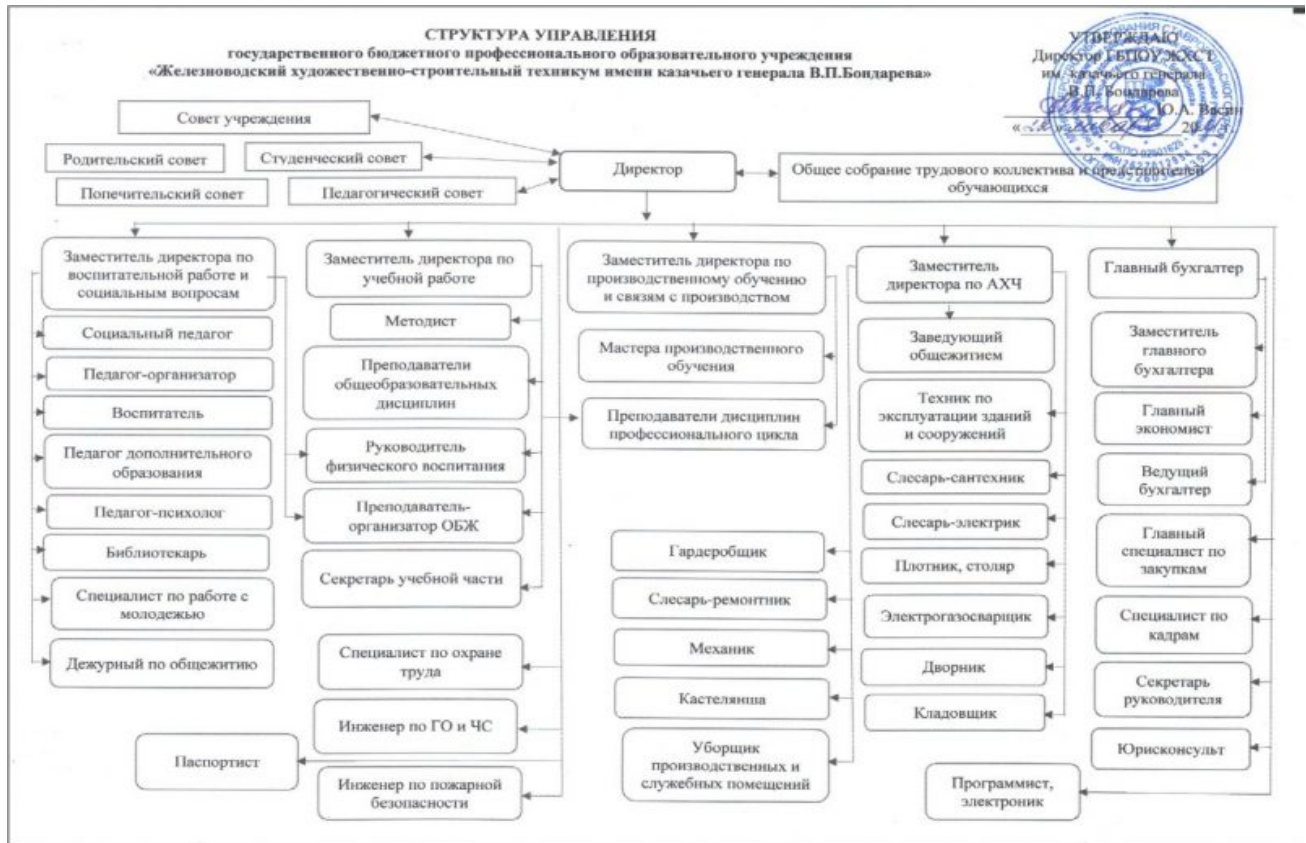 СТРУКТУРА УПРАВЛЕНИЯ
государственного бюджетного профессионального образовательного учреждения
«Железноводский художественно-строительный техникум имени казачьего генерала В.П.Бондарева»
УТВЕРЖДАЮ
Директор ГБПОУ ЖХСТ
им. казачьего генерала
В.П. Бондарева
Ю.А. Васин
Совет учреждения
Родительский совет
Студенческий совет
Попечительский совет
Педагогический совет
Директор
Общее собрание трудового коллектива и представителей
обучающихся
Заместитель директора по
воспитательной работе и
социальным вопросам
Социальный педагог
Педагог-организатор
Воспитатель
Педагог дополнительного
образования
Педагог-психолог
Библиотекарь
Специалист по работе с
молодежью
Дежурный по общежитию
Заместитель директора по
учебной работе
Методист
Преподаватели
общеобразовательных
дисциплин
Руководитель
физического воспитания
Преподаватель-
организатор ОБЖ
Секретарь учебной части
Специалист по охране
труда
Инженер по ГО и ЧС
Паспортист
Инженер по пожарной
безопасности
Заместитель директора по
производственному обучению
и связям с производством
Мастера производственного
обучения
Преподаватели дисциплин
профессионального цикла
Гардеробщик
Слесарь-ремонтник
Механик
Кастелянша
Уборщик
производственных и
служебных помещений
Заместитель
директора по АХЧ
Заведующий
общежитием
Техник по
эксплуатации зданий
и сооружений
Слесарь-сантехник
Слесарь-электрик
Плотник, столяр
Электрогазосварщик
Дворник
Кладовщик
Главный бухгалтер
Заместитель
главного
бухгалтера
Главный
экономист
Ведущий
бухгалтер
Главный
специалист по
закупкам
Специалист по
кадрам
Секретарь
руководителя
Юрисконсульт
Программист,
электроник